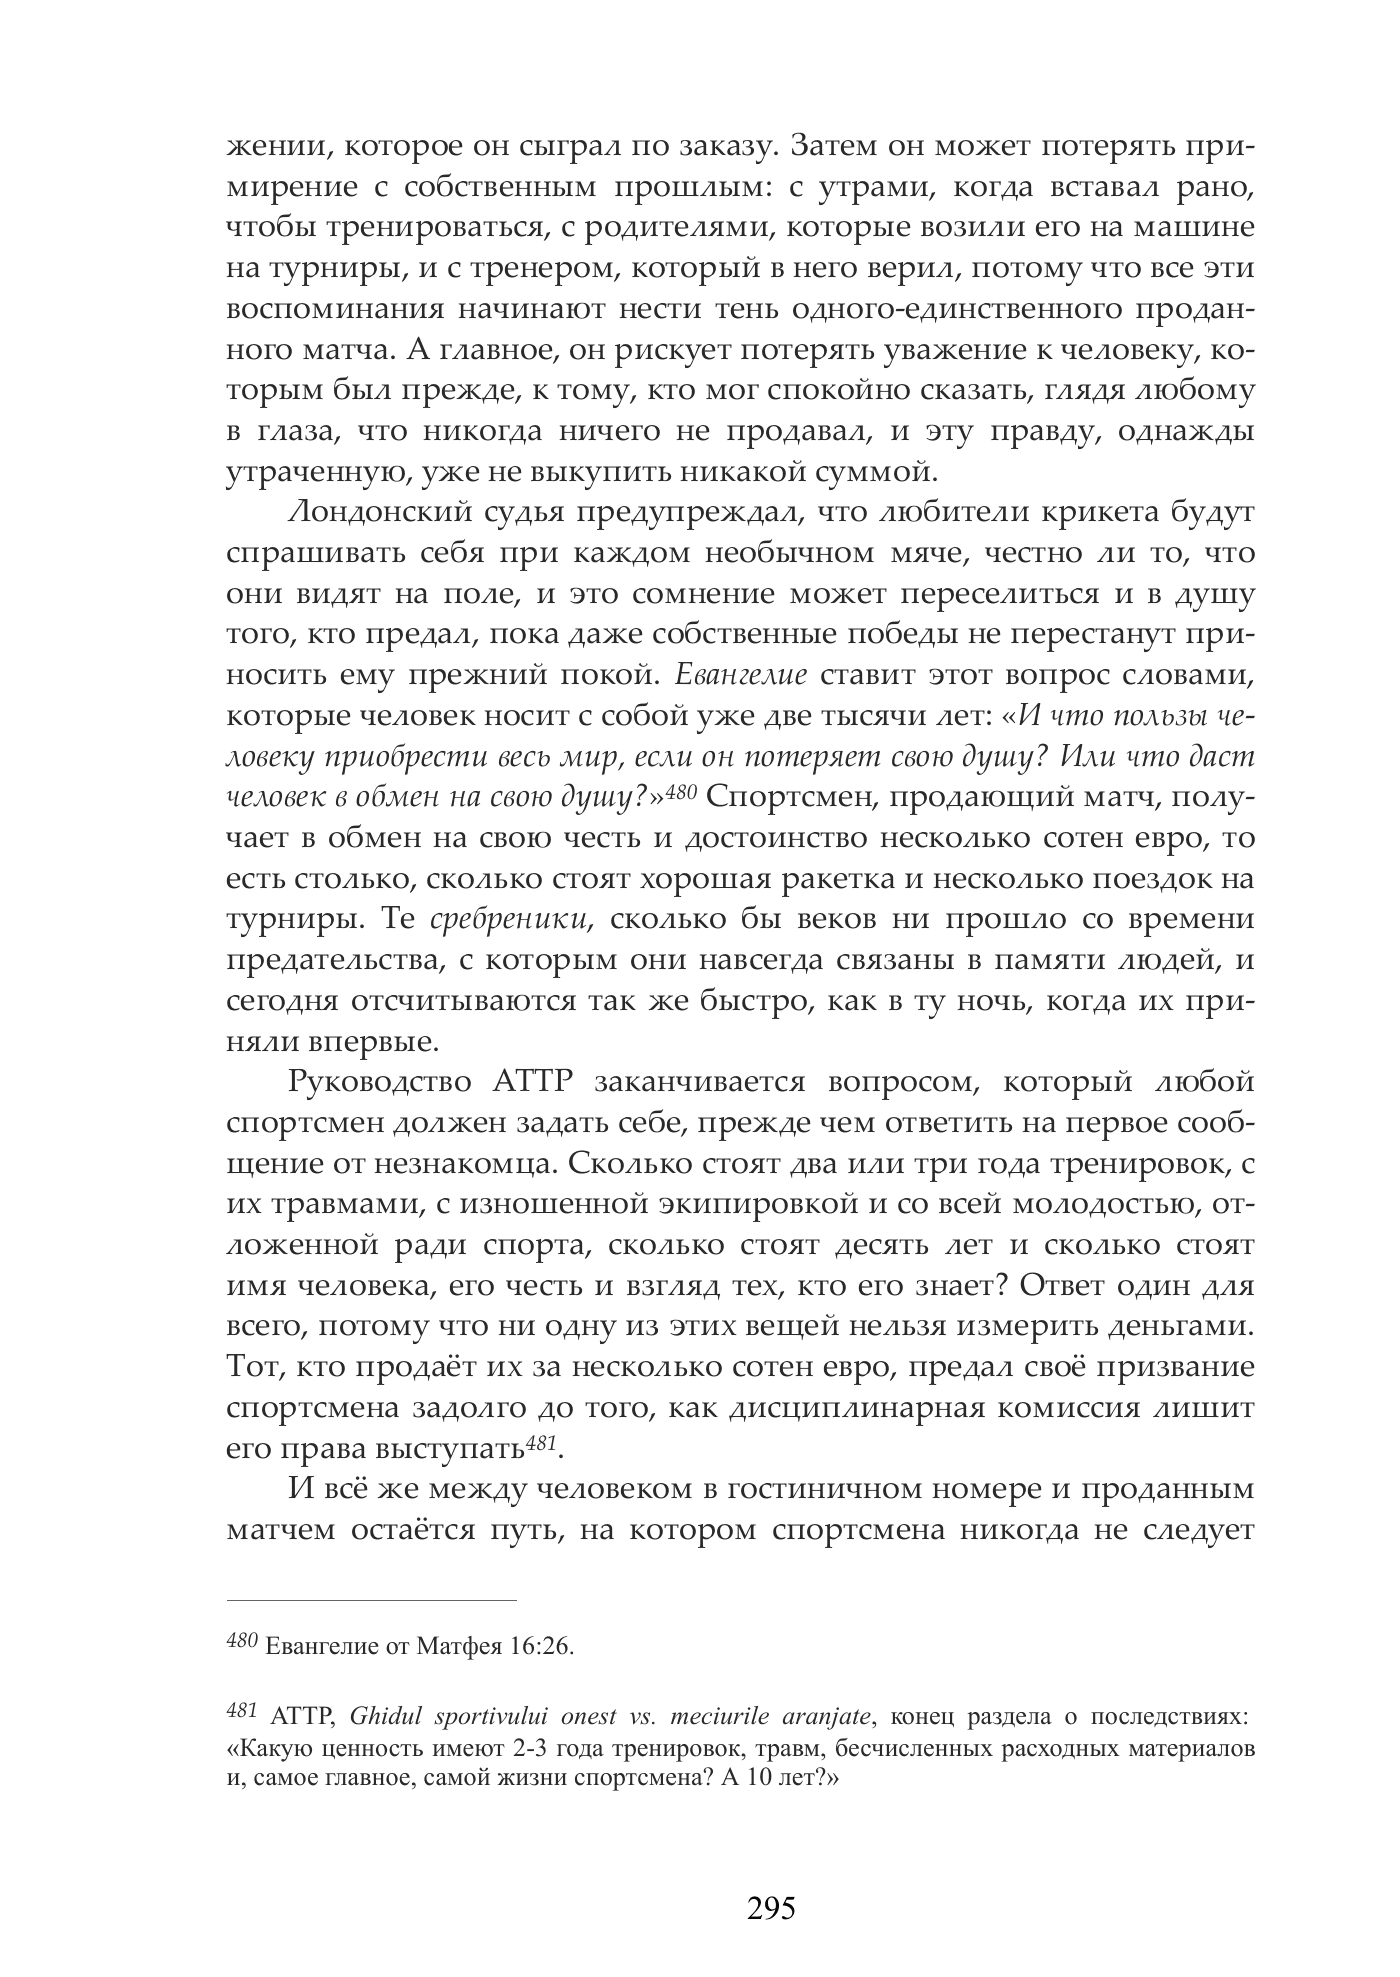 жении, которое он сыграл по заказу. Затем он может потерять при-
мирение с собственным прошлым: с утрами, когда вставал рано,
чтобы тренироваться, с родителями, которые возили его на машине
на турниры, и с тренером, который в него верил, потому что все эти
воспоминания начинают нести тень одного-единственного продан-
ного матча. А главное, он рискует потерять уважение к человеку, ко-
торым был прежде, к тому, кто мог спокойно сказать, глядя любому
в глаза, что никогда ничего не продавал, и эту правду, однажды
утраченную, уже не выкупить никакой суммой.
Лондонский судья предупреждал, что любители крикета будут
спрашивать себя при каждом необычном мяче, честно ли то, что
они видят на поле, и это сомнение может переселиться и в душу
того, кто предал, пока даже собственные победы не перестанут при-
носить ему прежний покой. Евангелие ставит этот вопрос словами,
которые человек носит с собой уже две тысячи лет: «И что пользы че-
ловеку приобрести весь мир, если он потеряет свою душу? Или что даст
человек в обмен на свою душу?»480 Спортсмен, продающий матч, полу-
чает в обмен на свою честь и достоинство несколько сотен евро, то
есть столько, сколько стоят хорошая ракетка и несколько поездок на
турниры. Те сребреники, сколько бы веков ни прошло со времени
предательства, с которым они навсегда связаны в памяти людей, и
сегодня отсчитываются так же быстро, как в ту ночь, когда их при-
няли впервые.
Руководство АТТР заканчивается вопросом, который любой
спортсмен должен задать себе, прежде чем ответить на первое сооб-
щение от незнакомца. Сколько стоят два или три года тренировок, с
их травмами, с изношенной экипировкой и со всей молодостью, от-
ложенной ради спорта, сколько стоят десять лет и сколько стоят
имя человека, его честь и взгляд тех, кто его знает? Ответ один для
всего, потому что ни одну из этих вещей нельзя измерить деньгами.
Тот, кто продаёт их за несколько сотен евро, предал своё призвание
спортсмена задолго до того, как дисциплинарная комиссия лишит
его права выступать481.
И всё же между человеком в гостиничном номере и проданным
матчем остаётся путь, на котором спортсмена никогда не следует
480 Евангелие от Матфея 16:26.
481 АТТР, Ghidul sportivului onest vs. meciurile aranjate, конец раздела о последствиях:
«Какую ценность имеют 2-3 года тренировок, травм, бесчисленных расходных материалов
и, самое главное, самой жизни спортсмена? А 10 лет?»
295